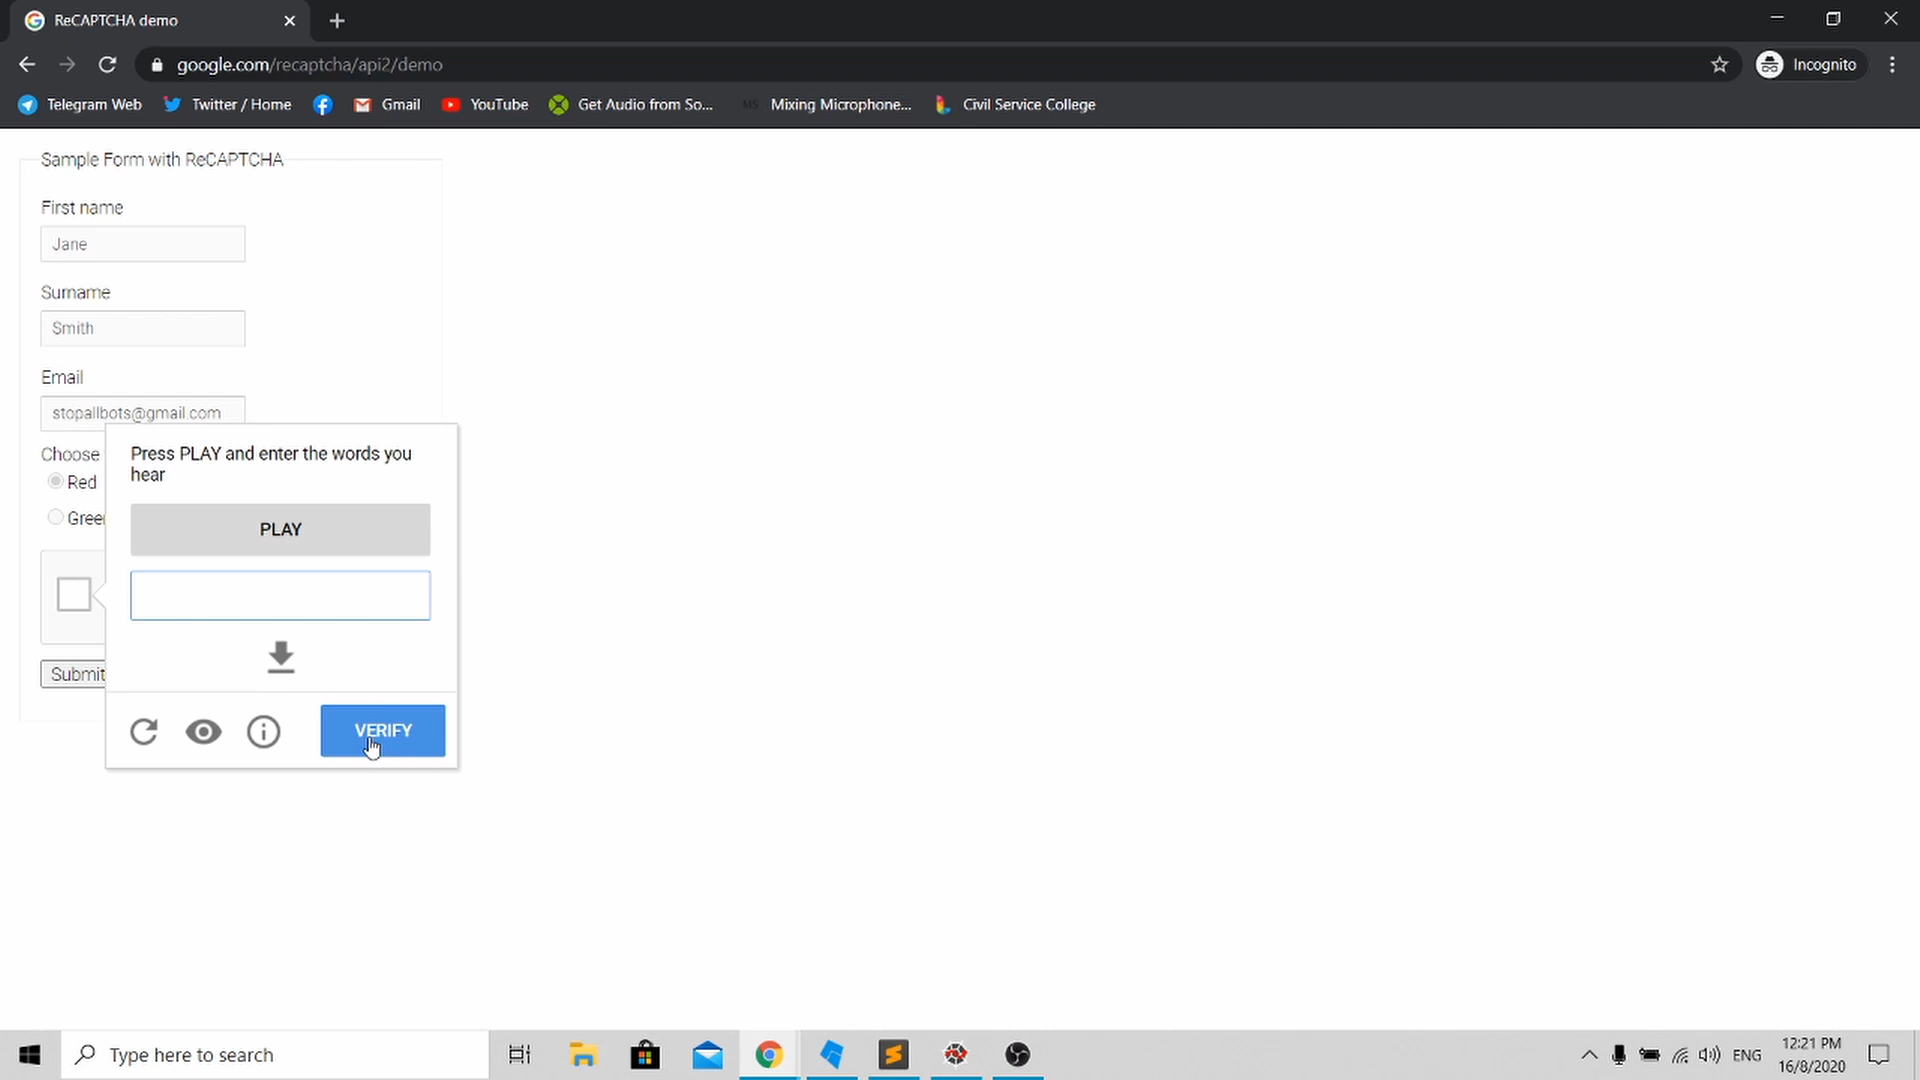 ReCAPTCHA demo
google.com/recaptcha/api2/demo
Incognito
Telegram Web
Twitter / Home
Gmail
YouTube
Get Audio from So...
MS Mixing Microphone...
Civil Service College
Sample Form with ReCAPTCHA
First name
Jane
Surname
Smith
Email
stopallbots@gmail.com
Choose
Red
Green
Press PLAY and enter the words you
hear
PLAY
VERIFY
Submit
Type here to search
ENG
12:21 PM
16/8/2020